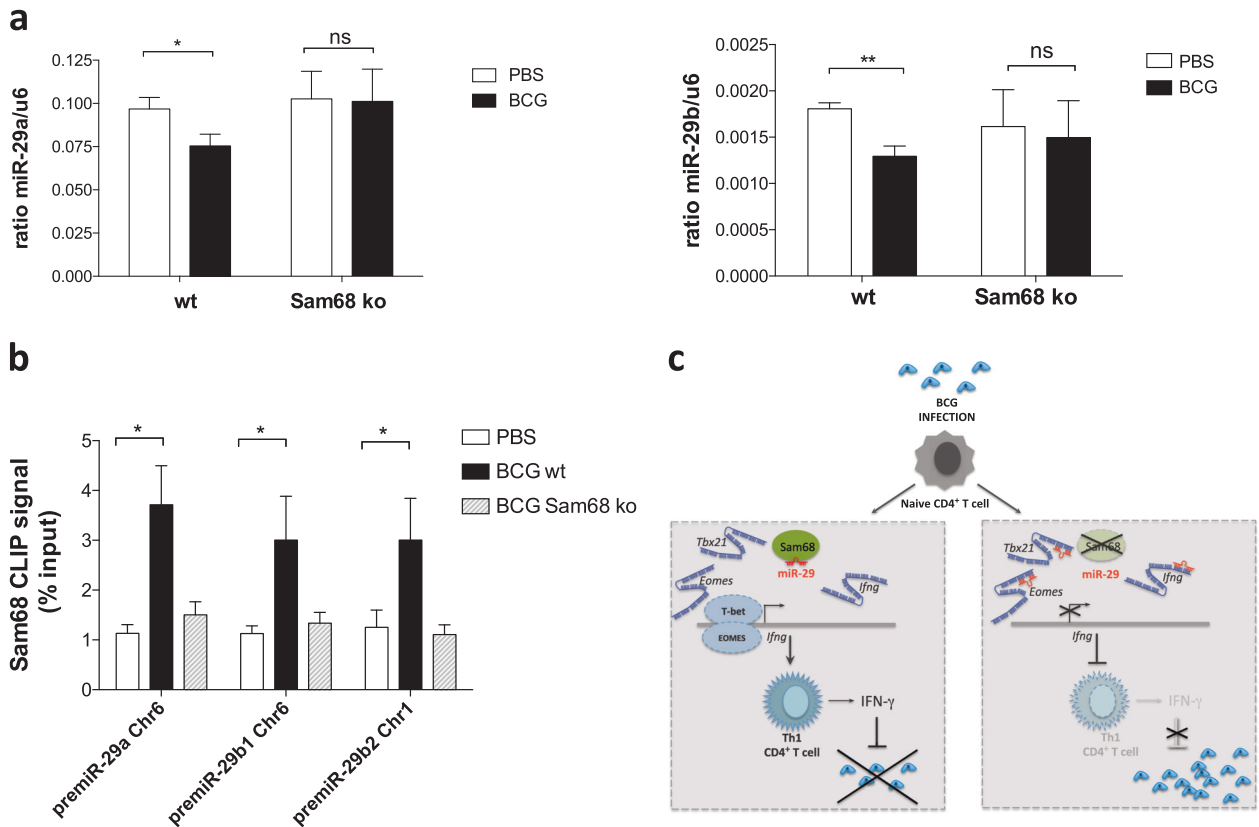 a
*
ns
0.125
0.100
0.075
0.050
0.025
0.000
ratio miR-29a/u6
PBS
BCG
wt
Sam68 ko
**
ns
0.0025
0.0020
0.0015
0.0010
0.0005
0.0000
ratio miR-29b/u6
PBS
BCG
wt
Sam68 ko
b
*
*
*
5
4
3
2
1
0
Sam68 CLIP signal
(% input)
PBS
BCG wt
BCG Sam68 ko
premiR-29a Chr6
premiR-29b1 Chr6
premiR-29b2 Chr1
c
BCG
INFECTION
Naive CD4⁺ T cell
Tbx21
Sam68
miR-29
Eomes
Ifng
T-bet
EOMES
Ifng
IFN-γ
Th1
CD4⁺ T cell
Tbx21
Sam68
miR-29
Ifng
Eomes
Ifng
IFN-γ
Th1
CD4⁺ T cell